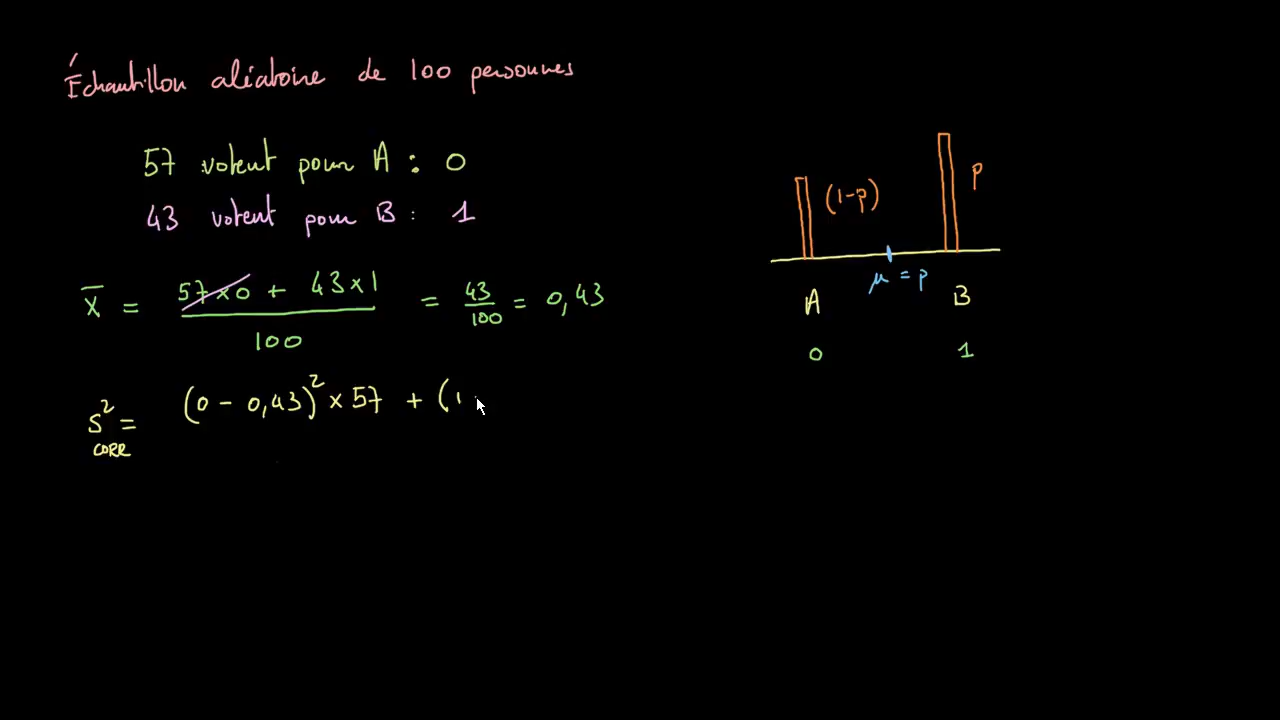 Échantillon aléatoire de 100 personnes
57 votent pour A : 0
43 votent pour B : 1
X̄ = (57×0 + 43×1) / 100 = 43/100 = 0,43
S²CORR = (0 - 0,43)² × 57 + (1
(1-p)
p
μ = p
A B
0 1